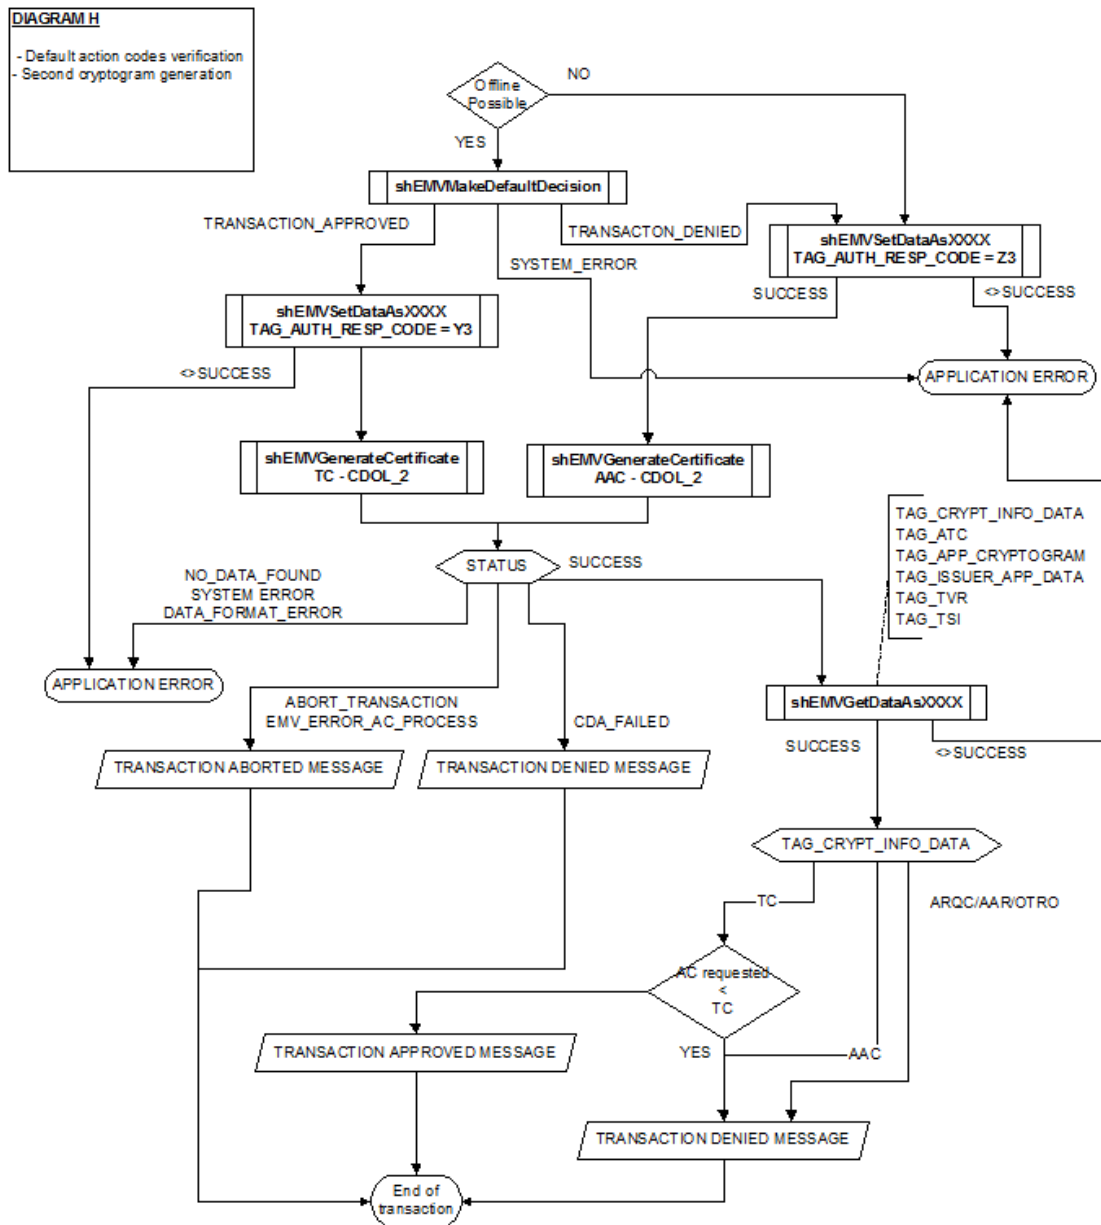 DIAGRAM H
- Default action codes verification
- Second cryptogram generation
Offline
Possible
NO
YES
shEMVMakeDefaultDecision
TRANSACTION_APPROVED
TRANSACTON_DENIED
SYSTEM_ERROR
shEMVSetDataAsXXXX
TAG_AUTH_RESP_CODE = Z3
SUCCESS
<>SUCCESS
shEMVSetDataAsXXXX
TAG_AUTH_RESP_CODE = Y3
<>SUCCESS
APPLICATION ERROR
shEMVGenerateCertificate
TC - CDOL_2
shEMVGenerateCertificate
AAC - CDOL_2
TAG_CRYPT_INFO_DATA
TAG_ATC
TAG_APP_CRYPTOGRAM
TAG_ISSUER_APP_DATA
TAG_TVR
TAG_TSI
STATUS
SUCCESS
NO_DATA_FOUND
SYSTEM ERROR
DATA_FORMAT_ERROR
APPLICATION ERROR
ABORT_TRANSACTION
EMV_ERROR_AC_PROCESS
CDA_FAILED
shEMVGetDataAsXXXX
SUCCESS
<>SUCCESS
TRANSACTION ABORTED MESSAGE
TRANSACTION DENIED MESSAGE
TAG_CRYPT_INFO_DATA
TC
ARQC/AAR/OTRO
AC requested
<
TC
YES
AAC
TRANSACTION APPROVED MESSAGE
TRANSACTION DENIED MESSAGE
End of
transaction